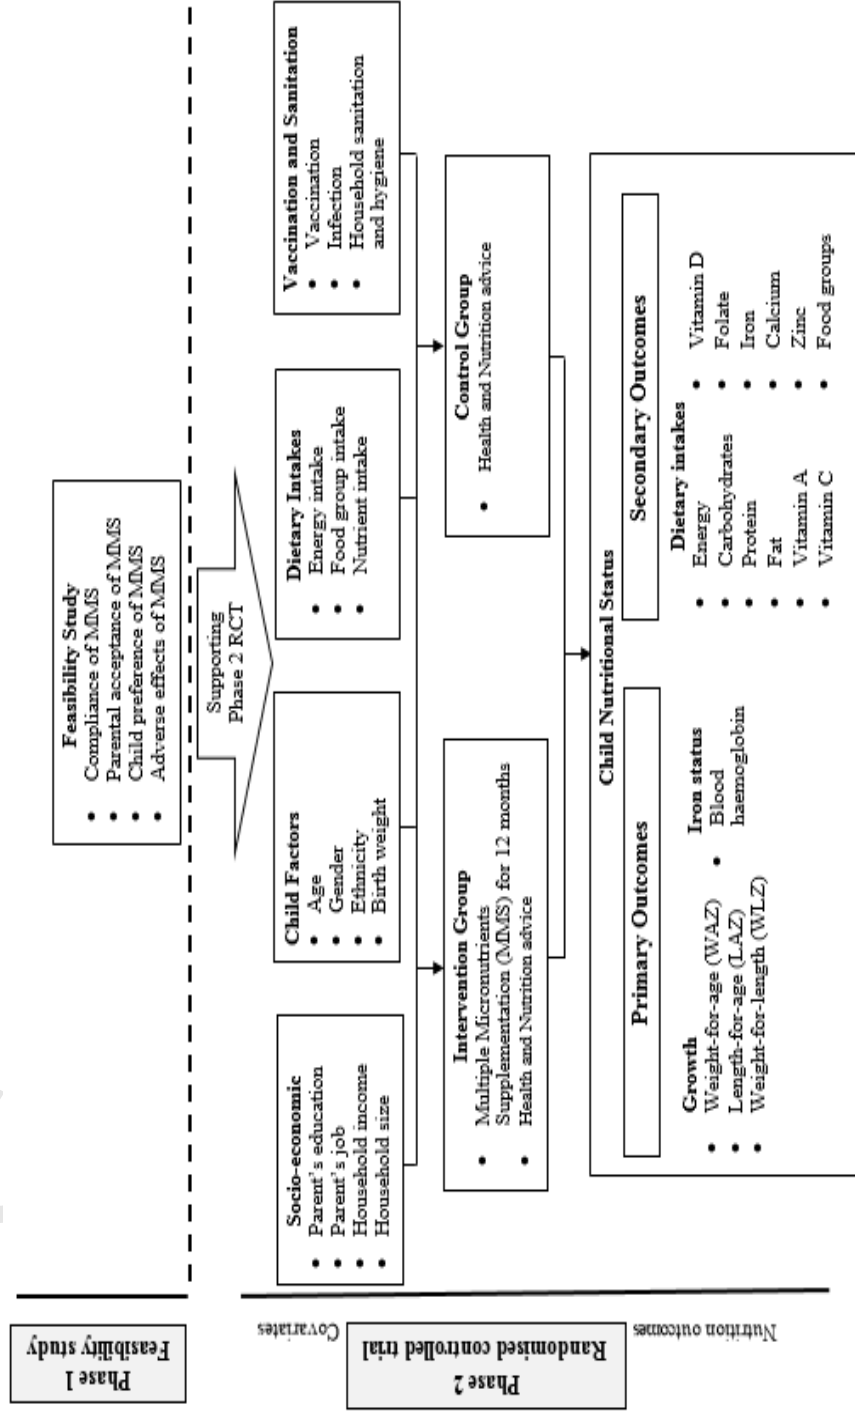 Phase 1
Feasibility study
Feasibility Study
• Compliance of MMS
• Parental acceptance of MMS
• Child preference of MMS
• Adverse effects of MMS
Supporting
Phase 2 RCT
Phase 2
Randomised controlled trial
Covariates
Socio-economic
• Parent's education
• Parent's job
• Household income
• Household size
Child Factors
• Age
• Gender
• Ethnicity
• Birth weight
Dietary Intakes
• Energy intake
• Food group intake
• Nutrient intake
Vaccination and Sanitation
• Vaccination
• Infection
• Household sanitation
and hygiene
Intervention Group
• Multiple Micronutrients
Supplementation (MMS) for 12 months
• Health and Nutrition advice
Control Group
• Health and Nutrition advice
Nutrition outcomes
Child Nutritional Status
Primary Outcomes
Growth
• Weight-for-age (WAZ)
• Length-for-age (LAZ)
• Weight-for-length (WLZ)
Iron status
• Blood
haemoglobin
Secondary Outcomes
Dietary intakes
• Energy
• Carbohydrates
• Protein
• Fat
• Vitamin A
• Vitamin C
• Vitamin D
• Folate
• Iron
• Calcium
• Zinc
• Food groups